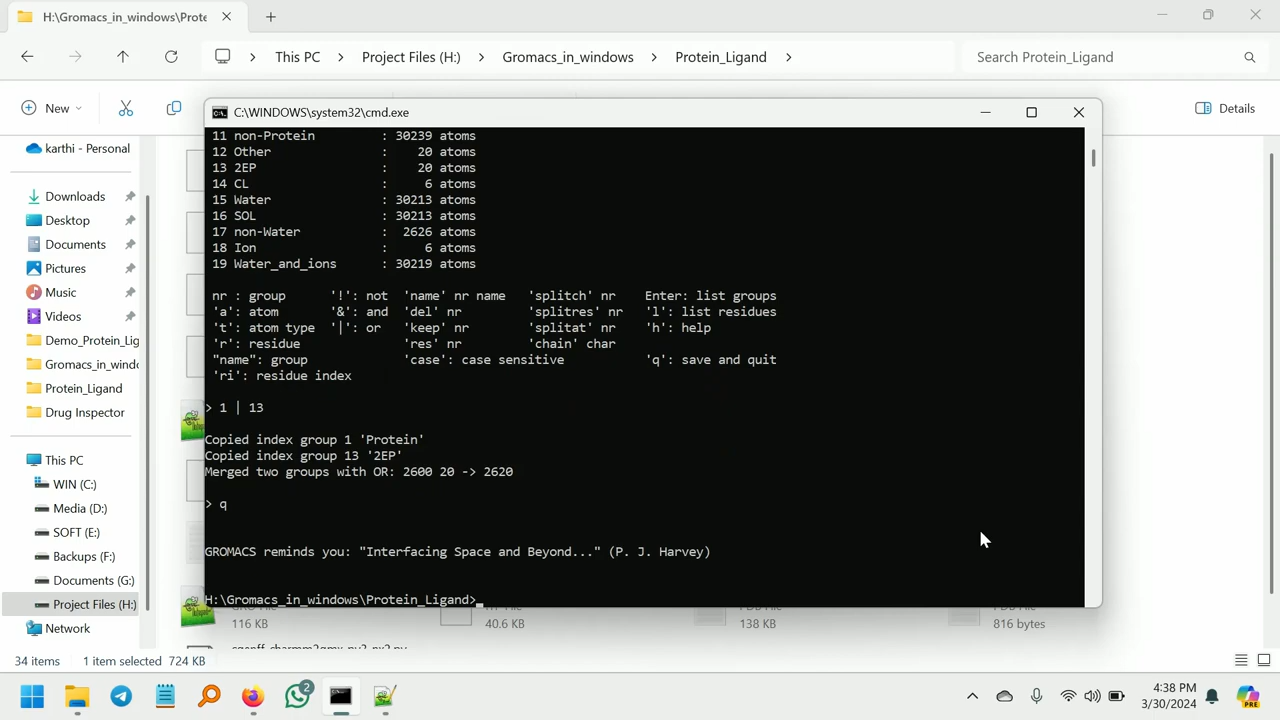 H:\Gromacs_in_windows\Prote
This PC > Project Files (H:) > Gromacs_in_windows > Protein_Ligand >
Search Protein_Ligand
New
Details
C:\WINDOWS\system32\cmd.exe
karthi - Personal
Downloads
Desktop
Documents
Pictures
Music
Videos
Demo_Protein_Lig
Gromacs_in_windo
Protein_Ligand
Drug Inspector
This PC
WIN (C:)
Media (D:)
SOFT (E:)
Backups (F:)
Documents (G:)
Project Files (H:)
Network
11 non-Protein : 30239 atoms
12 Other : 20 atoms
13 2EP : 20 atoms
14 CL : 6 atoms
15 Water : 30213 atoms
16 SOL : 30213 atoms
17 non-Water : 2626 atoms
18 Ion : 6 atoms
19 Water_and_ions : 30219 atoms
nr : group '!': not 'name' nr name 'splitch' nr Enter: list groups
'a': atom '&': and 'del' nr 'splitres' nr 'l': list residues
't': atom type '|': or 'keep' nr 'splitat' nr 'h': help
'r': residue 'res' nr 'chain' char
"name": group 'case': case sensitive 'q': save and quit
'ri': residue index
> 1 | 13
Copied index group 1 'Protein'
Copied index group 13 '2EP'
Merged two groups with OR: 2600 20 -> 2620
> q
GROMACS reminds you: "Interfacing Space and Beyond..." (P. J. Harvey)
H:\Gromacs_in_windows\Protein_Ligand>
116 KB
40.6 KB
138 KB
816 bytes
34 items 1 item selected 724 KB
2
4:38 PM
3/30/2024
PRE